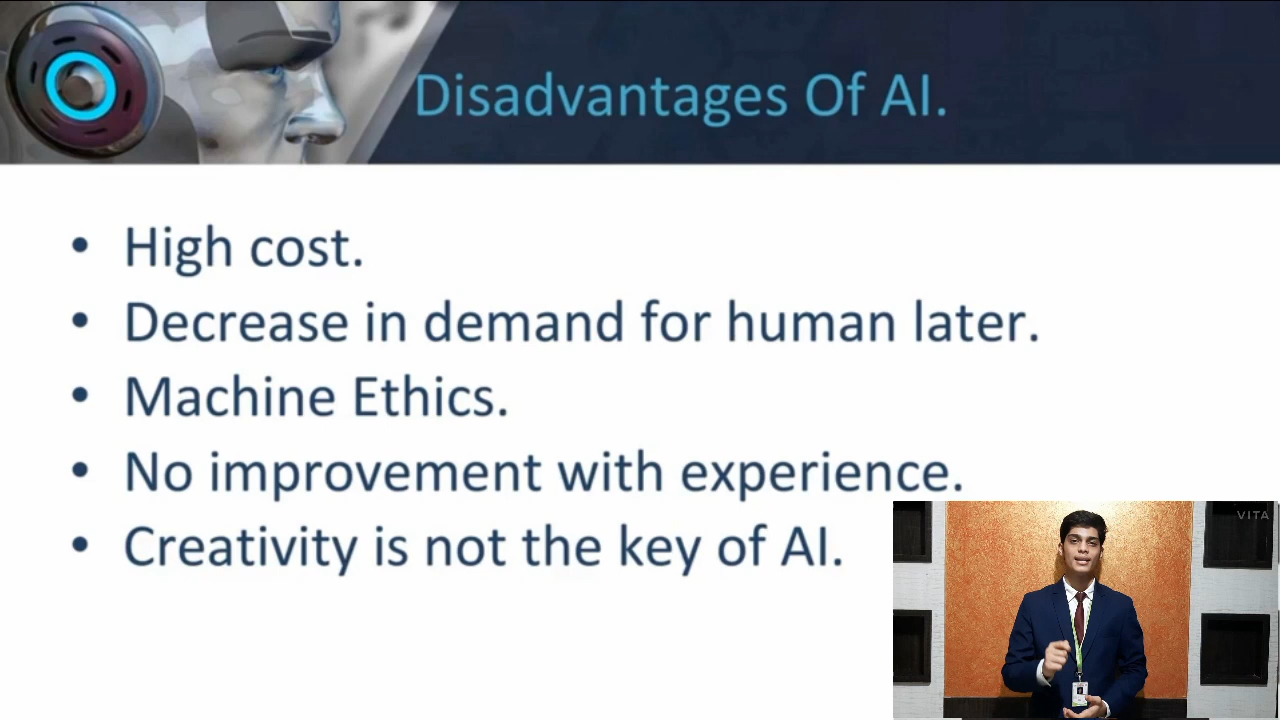 Disadvantages Of AI.
• High cost.
• Decrease in demand for human later.
• Machine Ethics.
• No improvement with experience.
• Creativity is not the key of AI.
VITA